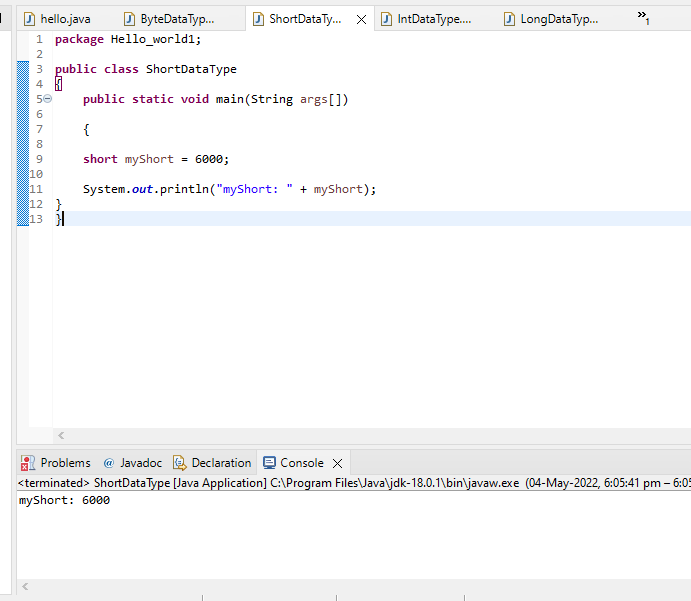 hello.java ByteDataTyp... ShortDataTy... IntDataType.... LongDataTyp... »1
1 package Hello_world1;
2
3 public class ShortDataType
4 {
5 public static void main(String args[])
6
7 {
8
9 short myShort = 6000;
10
11 System.out.println("myShort: " + myShort);
12 }
13 }
Problems @ Javadoc Declaration Console
<terminated> ShortDataType [Java Application] C:\Program Files\Java\jdk-18.0.1\bin\javaw.exe (04-May-2022, 6:05:41 pm – 6:05
myShort: 6000